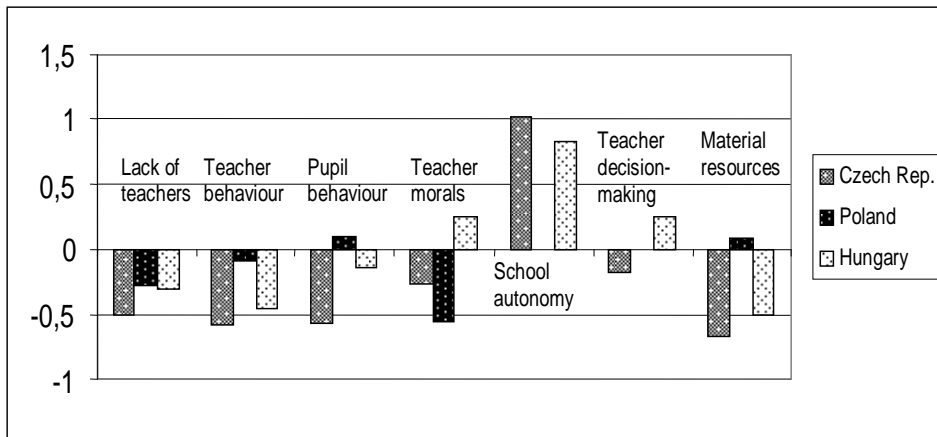 1,5
1
0,5
0
-0,5
-1
Lack of
teachers
Teacher
behaviour
Pupil
behaviour
Teacher
morals
School
autonomy
Teacher
decision-
making
Material
resources
Czech Rep.
Poland
Hungary